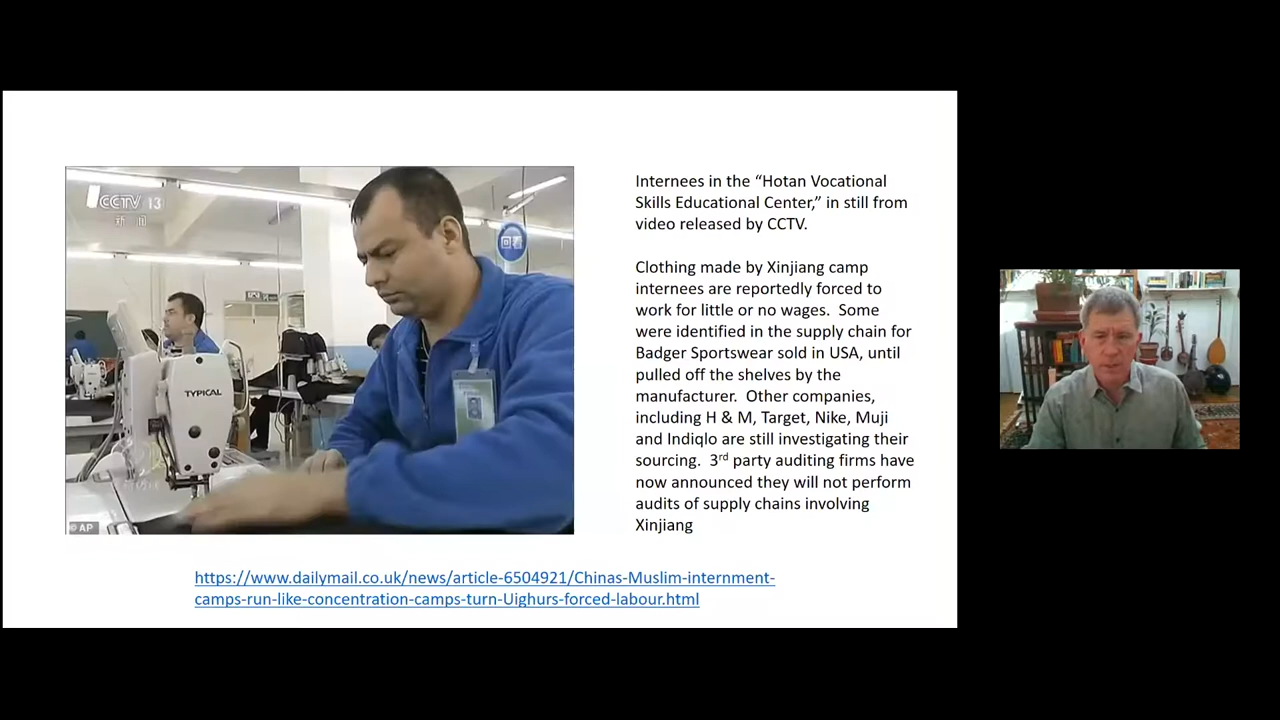 CCTV 13
新 闻
回看
TYPICAL
© AP
Internees in the “Hotan Vocational
Skills Educational Center,” in still from
video released by CCTV.
Clothing made by Xinjiang camp
internees are reportedly forced to
work for little or no wages.  Some
were identified in the supply chain for
Badger Sportswear sold in USA, until
pulled off the shelves by the
manufacturer.  Other companies,
including H & M, Target, Nike, Muji
and Indiqlo are still investigating their
sourcing.  3rd party auditing firms have
now announced they will not perform
audits of supply chains involving
Xinjiang
https://www.dailymail.co.uk/news/article-6504921/Chinas-Muslim-internment-
camps-run-like-concentration-camps-turn-Uighurs-forced-labour.html